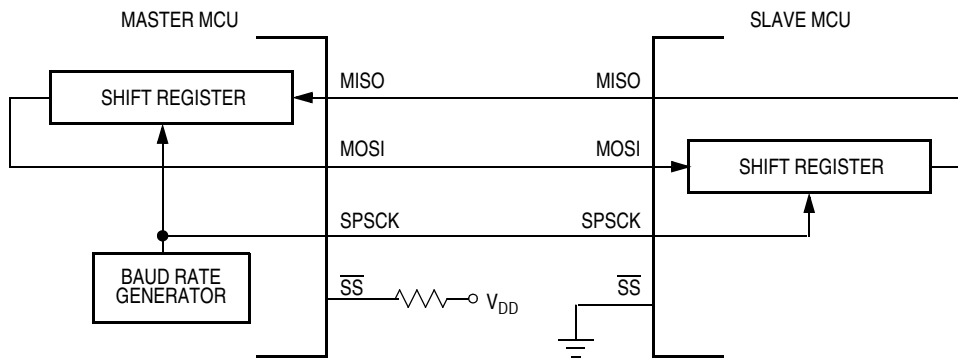 MASTER MCU
SLAVE MCU
SHIFT REGISTER
MISO
MISO
MOSI
MOSI
SHIFT REGISTER
SPSCK
SPSCK
BAUD RATE
GENERATOR
SS
VDD
SS